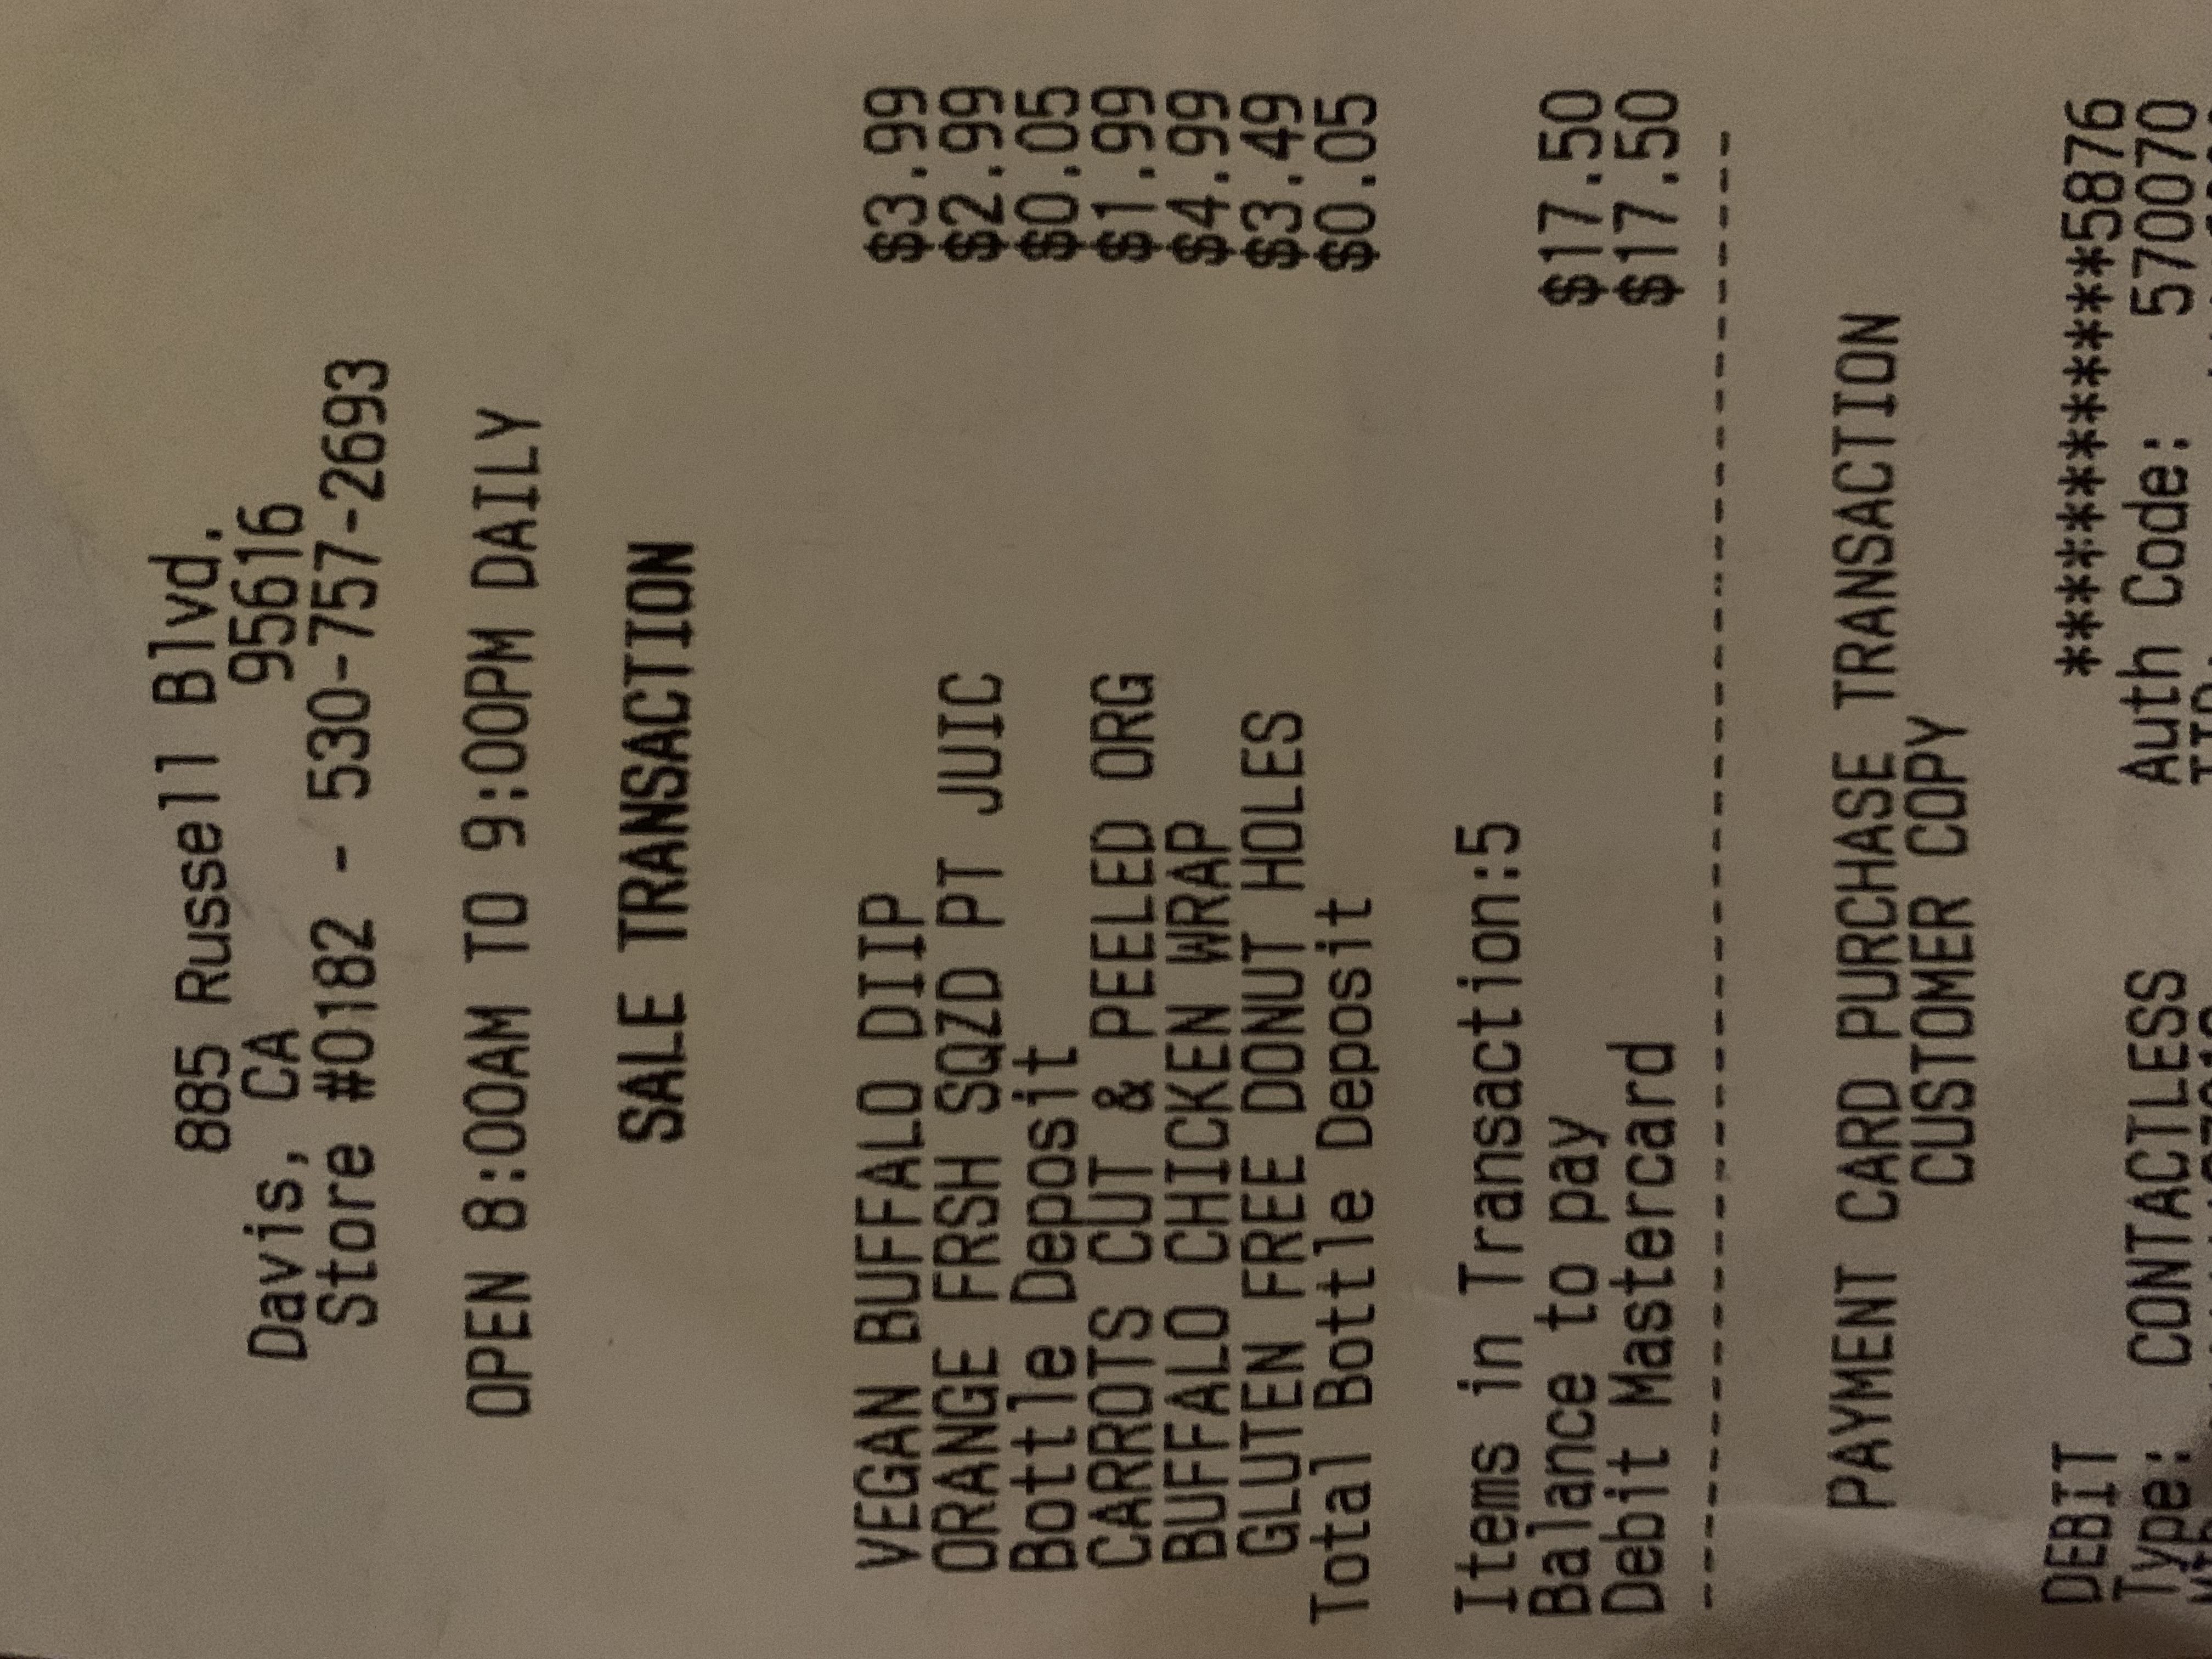 885 Russell Blvd.
Davis, CA 95616
Store #0182 - 530-757-2693
OPEN 8:00AM TO 9:00PM DAILY
SALE TRANSACTION
VEGAN BUFFALO DIIP $3.99
ORANGE FRSH SQZD PT JUIC $2.99
Bottle Deposit $0.05
CARROTS CUT & PEELED ORG $1.99
BUFFALO CHICKEN WRAP $4.99
GLUTEN FREE DONUT HOLES $3.49
Total Bottle Deposit $0.05
Items in Transaction:5
Balance to pay $17.50
Debit Mastercard $17.50
----------------------------------------
PAYMENT CARD PURCHASE TRANSACTION
CUSTOMER COPY
DEBIT ************5876
Type: CONTACTLESS Auth Code: 570070